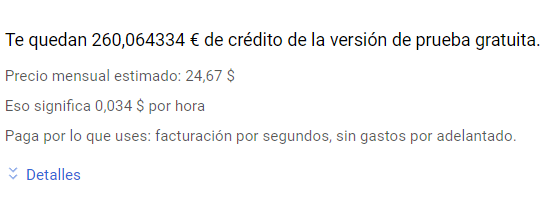 Te quedan 260,064334 € de crédito de la versión de prueba gratuita.
Precio mensual estimado: 24,67 $
Eso significa 0,034 $ por hora
Paga por lo que uses: facturación por segundos, sin gastos por adelantado.
Detalles